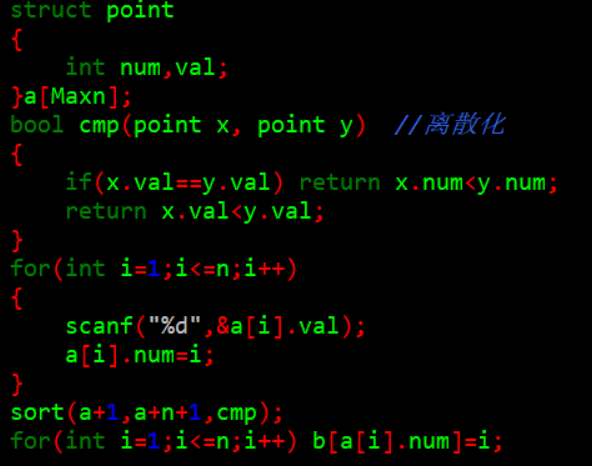 struct point
{
    int num,val;
}a[Maxn];
bool cmp(point x, point y)  //离散化
{
    if(x.val==y.val) return x.num<y.num;
    return x.val<y.val;
}
for(int i=1;i<=n;i++)
{
    scanf("%d",&a[i].val);
    a[i].num=i;
}
sort(a+1,a+n+1,cmp);
for(int i=1;i<=n;i++) b[a[i].num]=i;